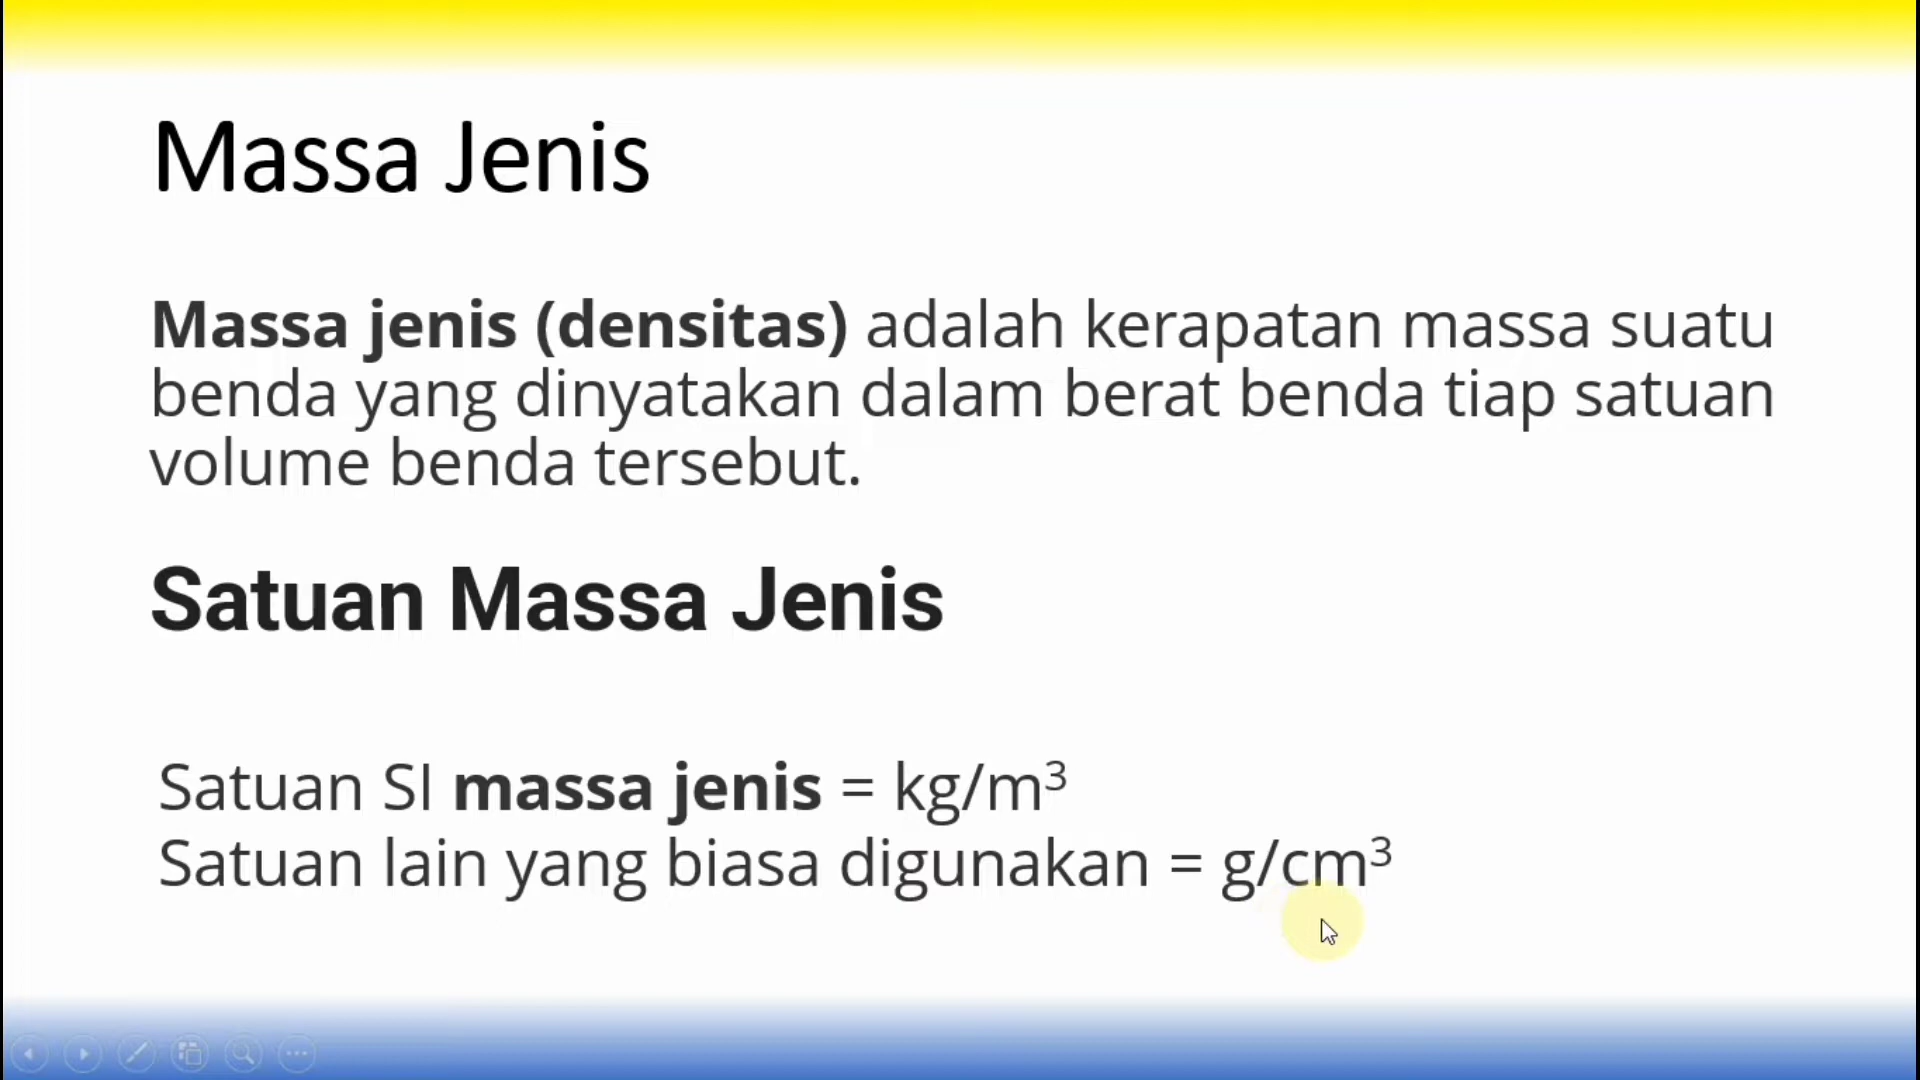 Massa Jenis
Massa jenis (densitas) adalah kerapatan massa suatu
benda yang dinyatakan dalam berat benda tiap satuan
volume benda tersebut.
Satuan Massa Jenis
Satuan SI massa jenis = kg/m³
Satuan lain yang biasa digunakan = g/cm³